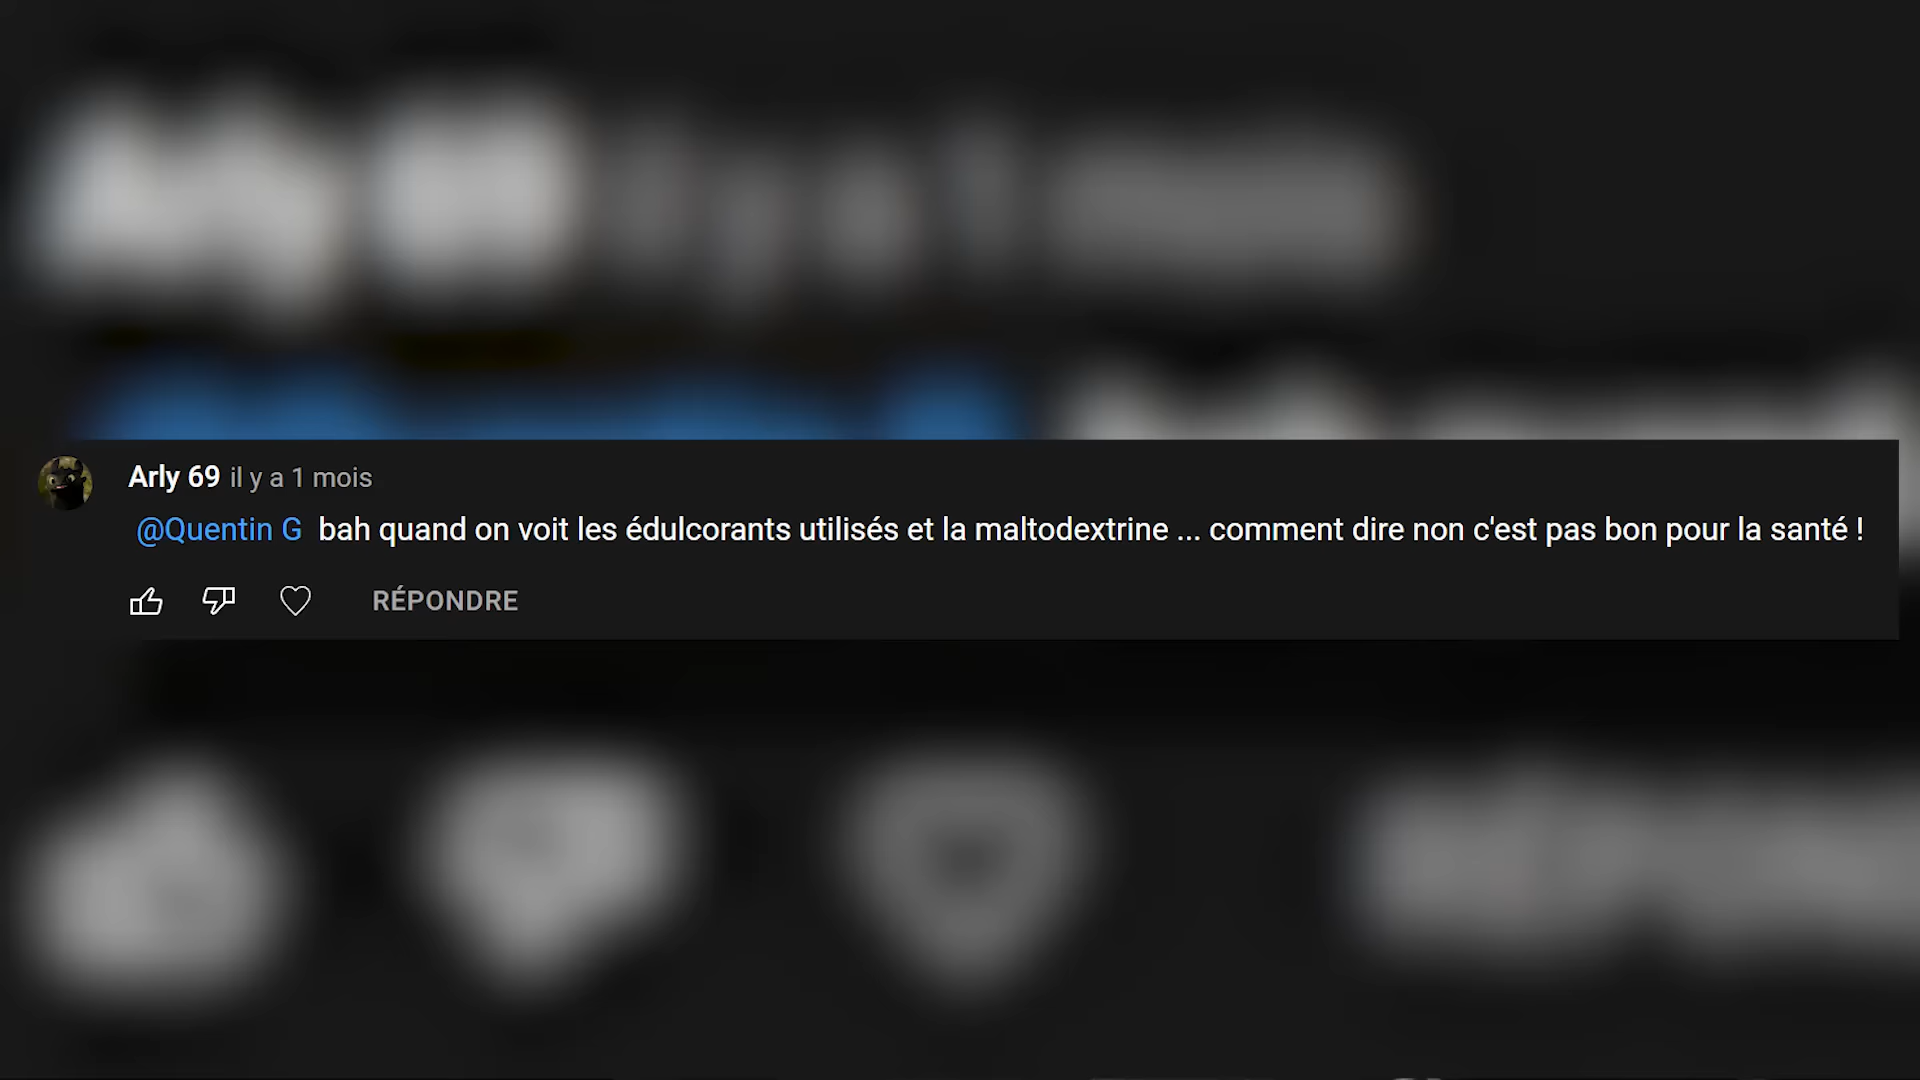 Arly 69 il y a 1 mois
@Quentin G bah quand on voit les édulcorants utilisés et la maltodextrine ... comment dire non c'est pas bon pour la santé !
RÉPONDRE